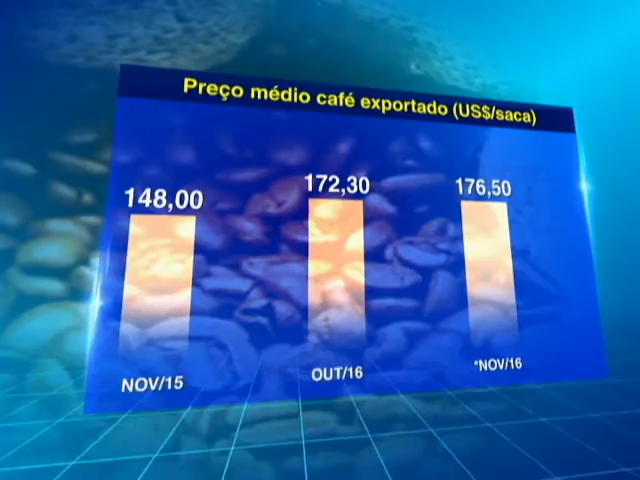 Preço médio café exportado (US$/saca)
148,00
172,30
176,50
NOV/15
OUT/16
*NOV/16